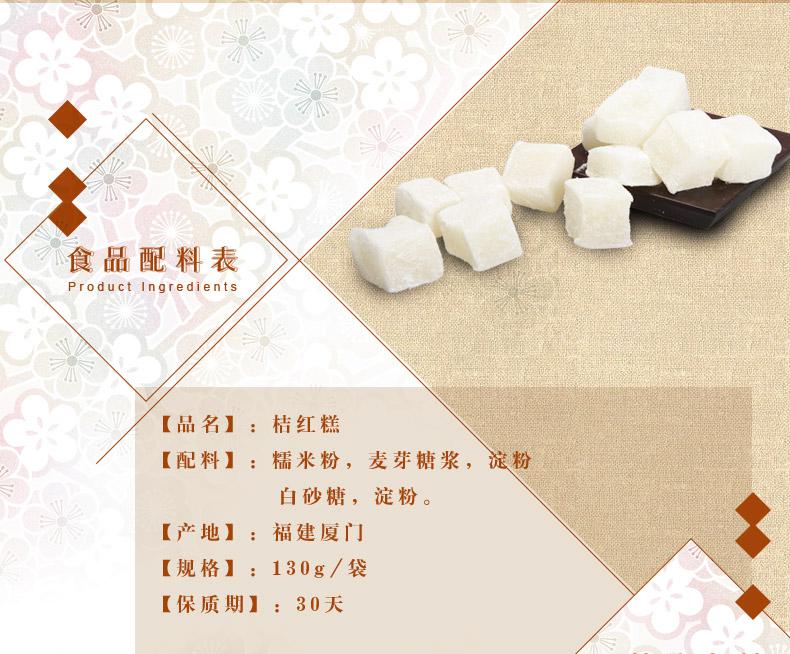 食品配料表
Product Ingredients
【品名】：桔红糕
【配料】：糯米粉，麦芽糖浆，淀粉
白砂糖，淀粉。
【产地】：福建厦门
【规格】：130g/袋
【保质期】：30天